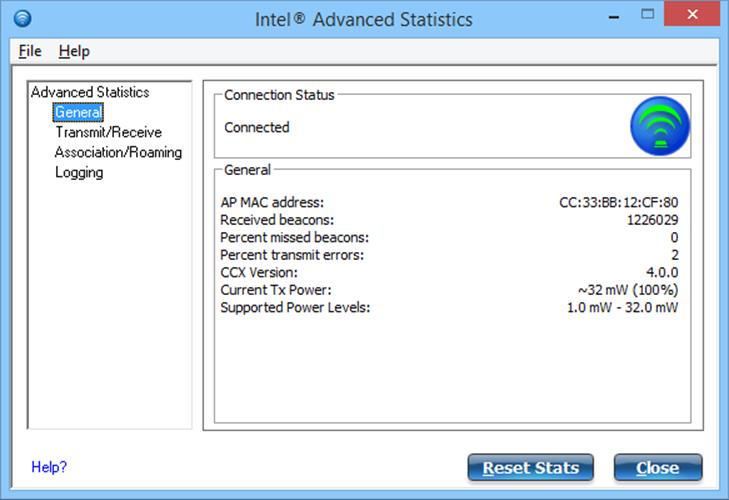 Intel® Advanced Statistics
File Help
Advanced Statistics
General
Transmit/Receive
Association/Roaming
Logging
Connection Status
Connected
General
AP MAC address: CC:33:BB:12:CF:80
Received beacons: 1226029
Percent missed beacons: 0
Percent transmit errors: 2
CCX Version: 4.0.0
Current Tx Power: ~32 mW (100%)
Supported Power Levels: 1.0 mW - 32.0 mW
Help?
Reset Stats
Close